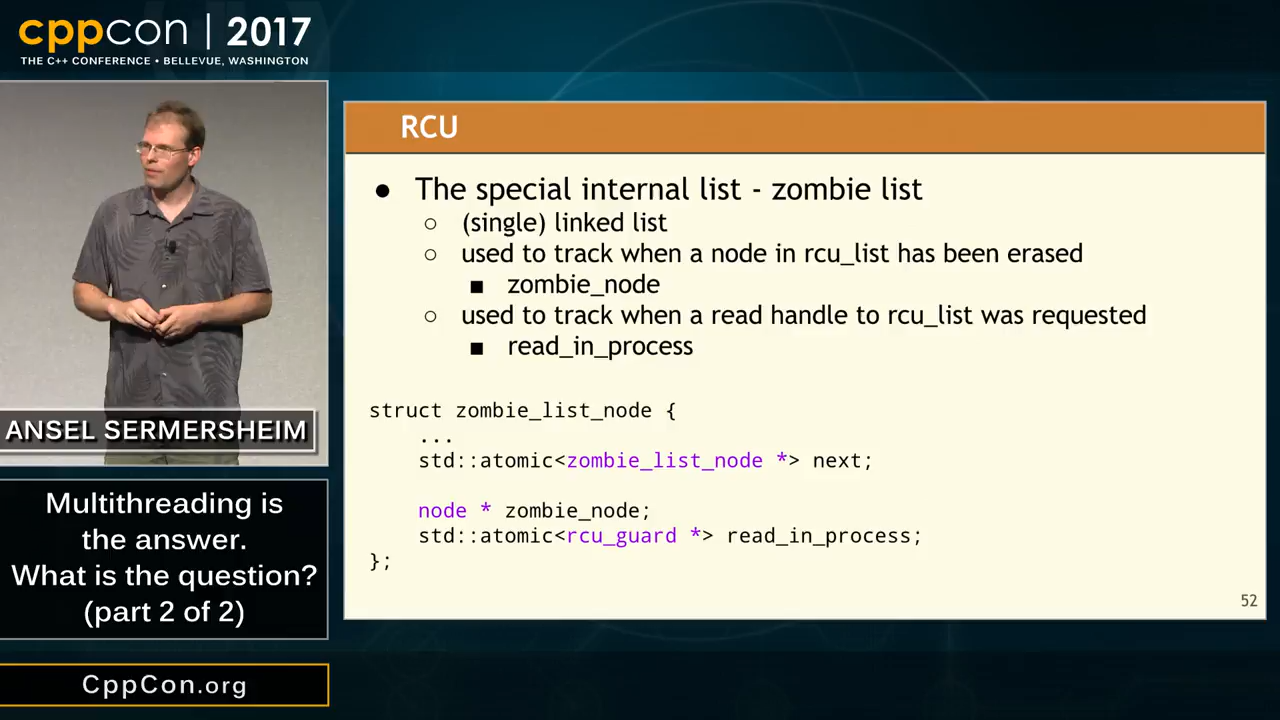 cppcon | 2017
THE C++ CONFERENCE • BELLEVUE, WASHINGTON
ANSEL SERMERSHEIM
Multithreading is
the answer.
What is the question?
(part 2 of 2)
CppCon.org
RCU
● The special internal list - zombie list
○ (single) linked list
○ used to track when a node in rcu_list has been erased
■ zombie_node
○ used to track when a read handle to rcu_list was requested
■ read_in_process
struct zombie_list_node {
...
std::atomic<zombie_list_node *> next;
node * zombie_node;
std::atomic<rcu_guard *> read_in_process;
};
52